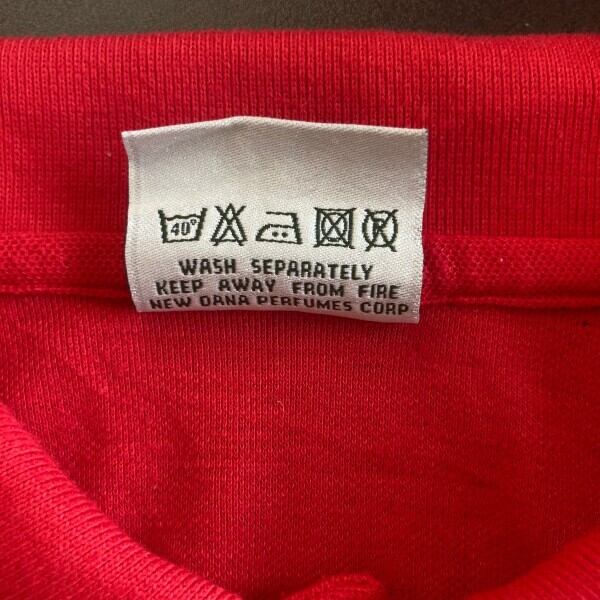 40°
WASH SEPARATELY
KEEP AWAY FROM FIRE
NEW DANA PERFUMES CORP